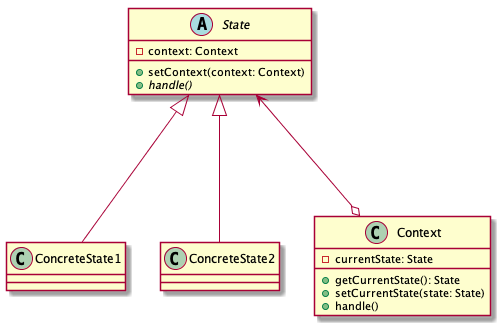 A State
context: Context
setContext(context: Context)
handle()
C ConcreteState1
C ConcreteState2
C Context
currentState: State
getCurrentState(): State
setCurrentState(state: State)
handle()